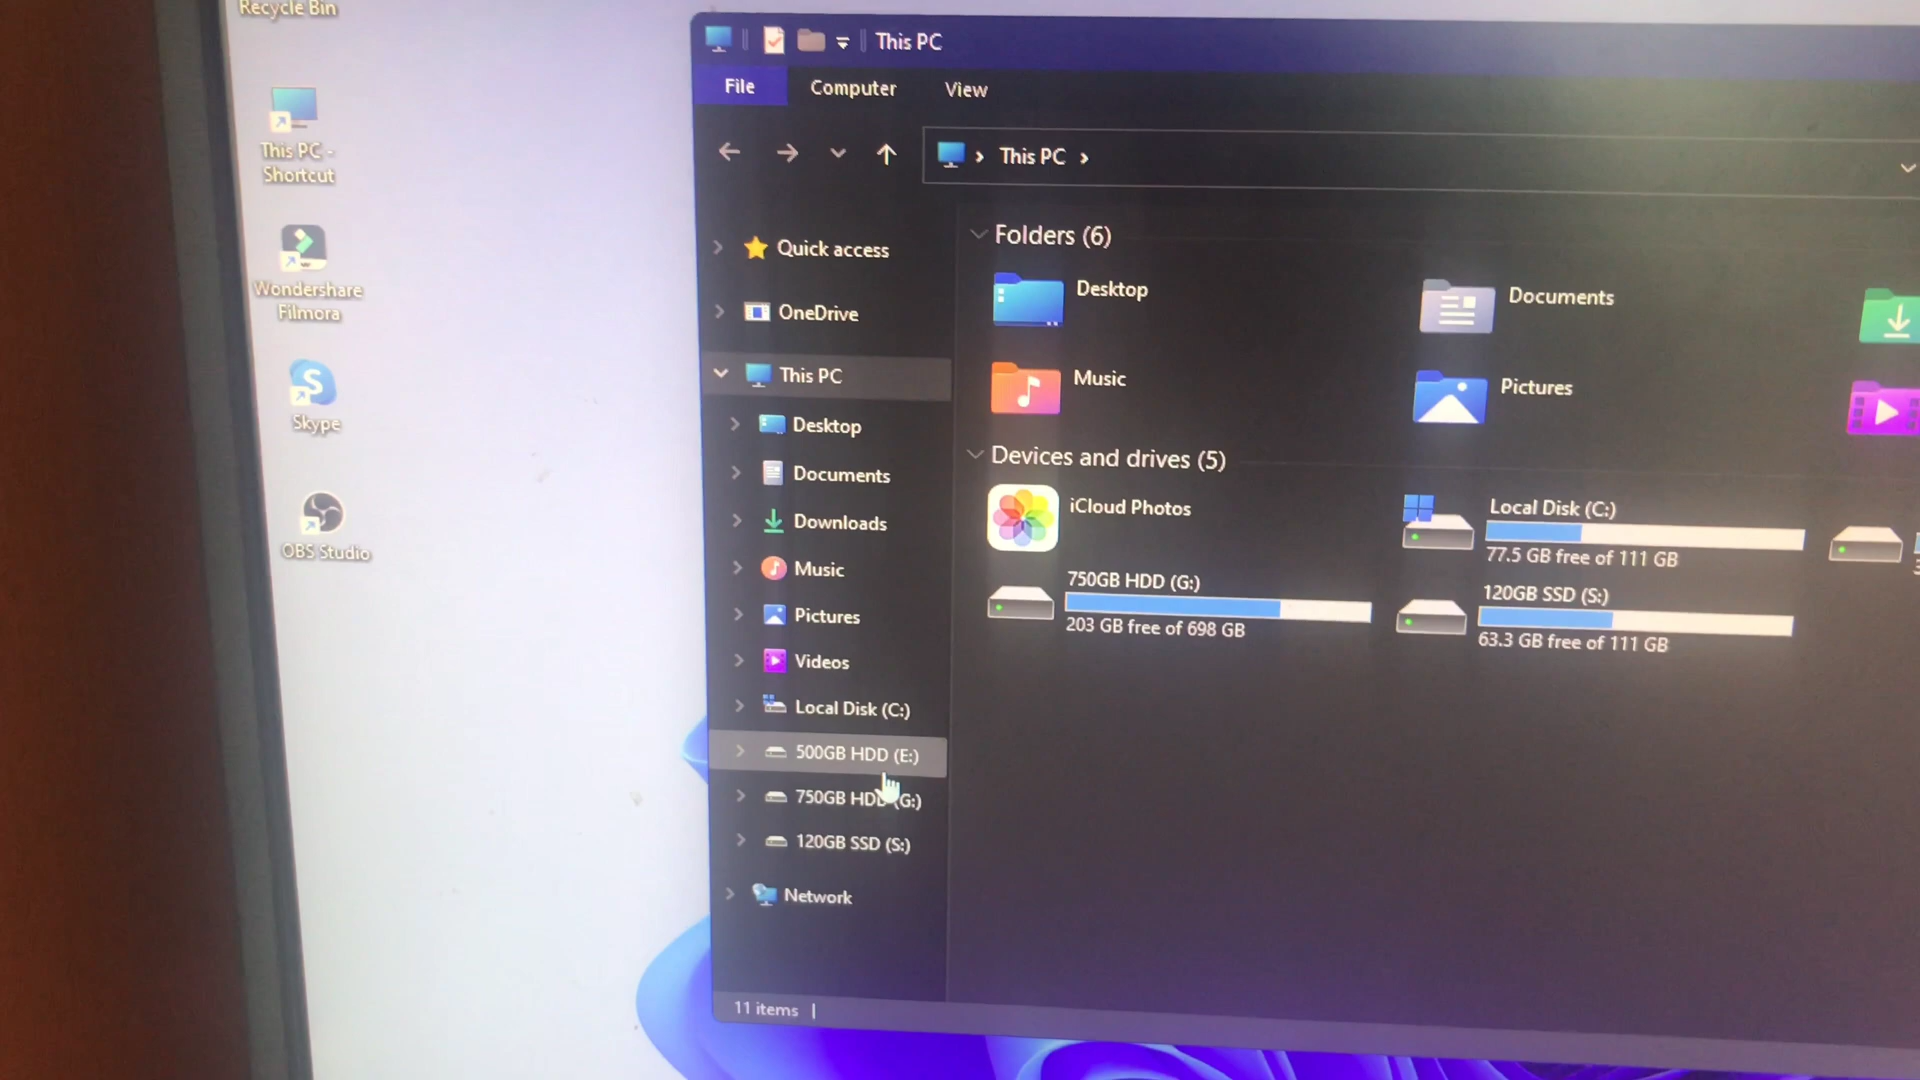 Recycle Bin
This PC -
Shortcut
Wondershare
Filmora
Skype
OBS Studio
This PC
File
Computer
View
This PC
Quick access
OneDrive
This PC
Desktop
Documents
Downloads
Music
Pictures
Videos
Local Disk (C:)
500GB HDD (E:)
750GB HDD (G:)
120GB SSD (S:)
Network
Folders (6)
Desktop
Documents
Music
Pictures
Devices and drives (5)
iCloud Photos
Local Disk (C:)
77.5 GB free of 111 GB
750GB HDD (G:)
203 GB free of 698 GB
120GB SSD (S:)
63.3 GB free of 111 GB
11 items